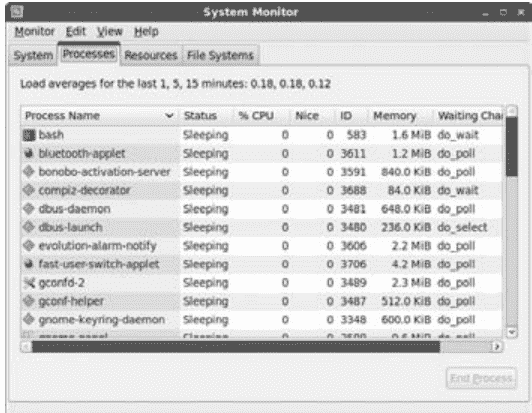 System Monitor
Monitor Edit View Help
System Processes Resources File Systems
Load averages for the last 1, 5, 15 minutes: 0.18, 0.18, 0.12
Process Name Status % CPU Nice ID Memory Waiting Cha
bash Sleeping 0 0 583 1.6 MiB do_wait
bluetooth-applet Sleeping 0 0 3611 1.2 MiB do_poll
bonobo-activation-server Sleeping 0 0 3591 840.0 KiB do_poll
compiz-decorator Sleeping 0 0 3688 84.0 KiB do_wait
dbus-daemon Sleeping 0 0 3481 648.0 KiB do_poll
dbus-launch Sleeping 0 0 3480 236.0 KiB do_select
evolution-alarm-notify Sleeping 0 0 3606 2.2 MiB do_poll
fast-user-switch-applet Sleeping 0 0 3706 4.2 MiB do_poll
gconfd-2 Sleeping 0 0 3489 2.3 MiB do_poll
gconf-helper Sleeping 0 0 3487 512.0 KiB do_poll
gnome-keyring-daemon Sleeping 0 0 3348 600.0 KiB do_poll
End Process